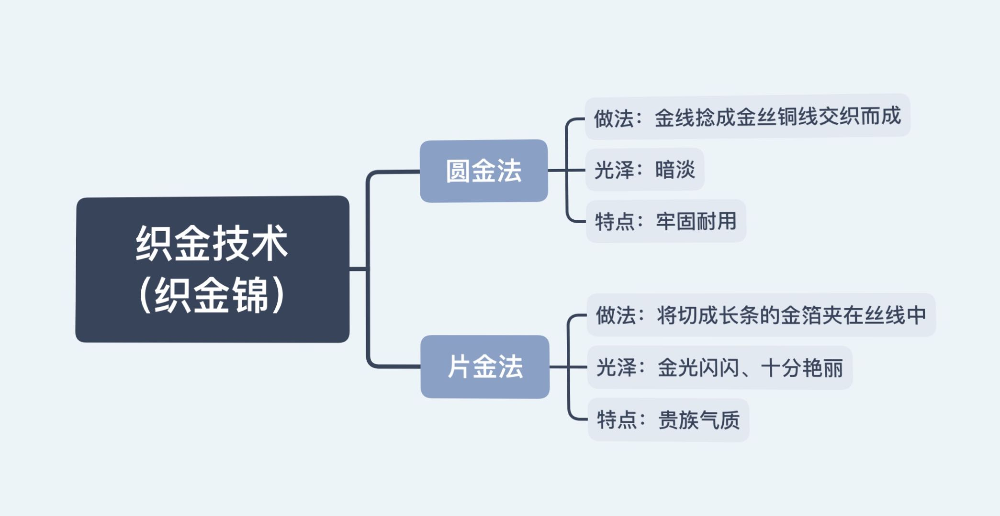 织金技术
(织金锦)
圆金法
做法：金线捻成金丝铜线交织而成
光泽：暗淡
特点：牢固耐用
片金法
做法：将切成长条的金箔夹在丝线中
光泽：金光闪闪、十分艳丽
特点：贵族气质